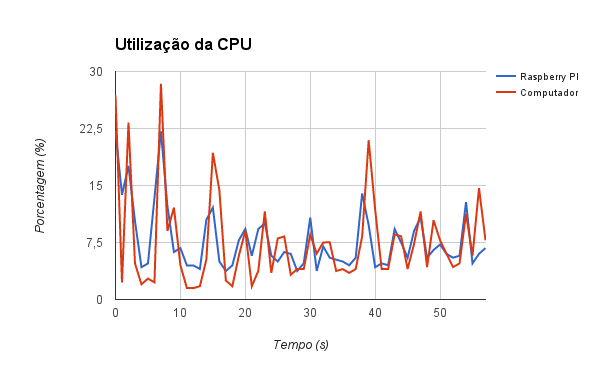 Utilização da CPU
30
22,5
15
7,5
0
Porcentagem (%)
0 10 20 30 40 50
Tempo (s)
Raspberry PI
Computador